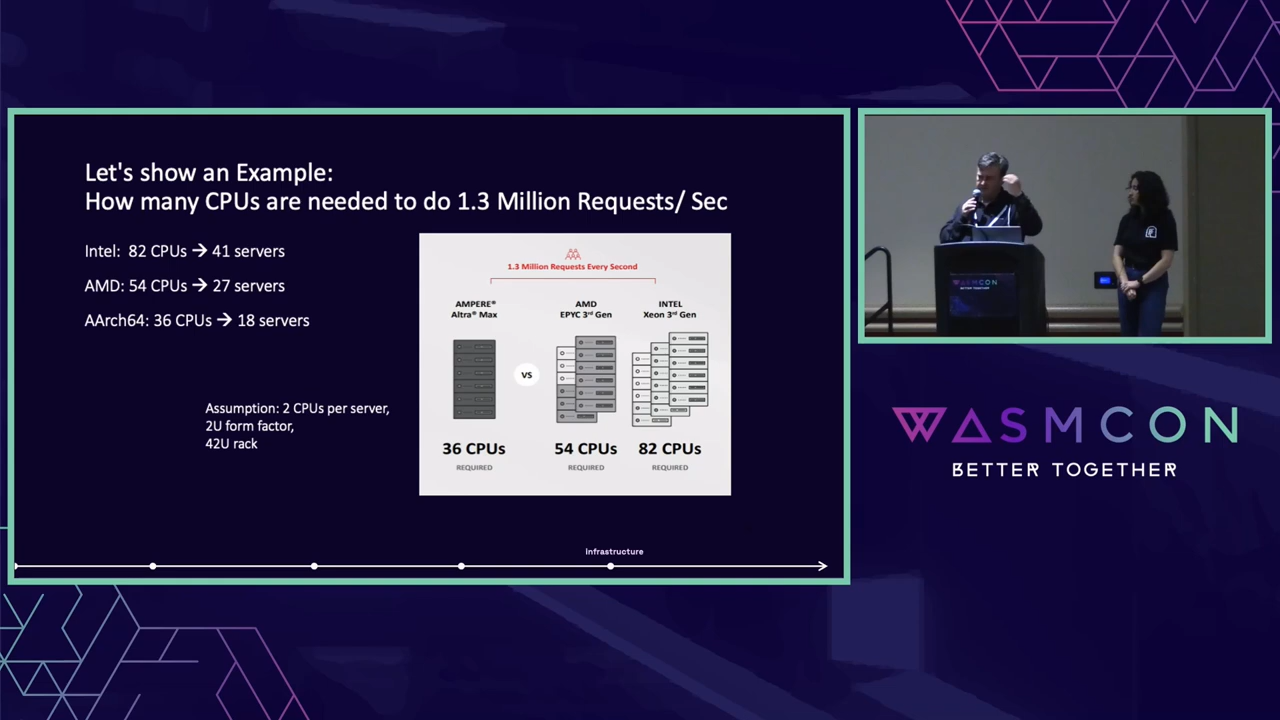 Let's show an Example:
How many CPUs are needed to do 1.3 Million Requests/ Sec
Intel: 82 CPUs → 41 servers
AMD: 54 CPUs → 27 servers
AArch64: 36 CPUs → 18 servers
Assumption: 2 CPUs per server,
2U form factor,
42U rack
1.3 Million Requests Every Second
AMPERE®
Altra® Max
AMD
EPYC 3rd Gen
INTEL
Xeon 3rd Gen
VS
36 CPUs
REQUIRED
54 CPUs
REQUIRED
82 CPUs
REQUIRED
infrastructure
WASMCON
WASMCON
BETTER TOGETHER